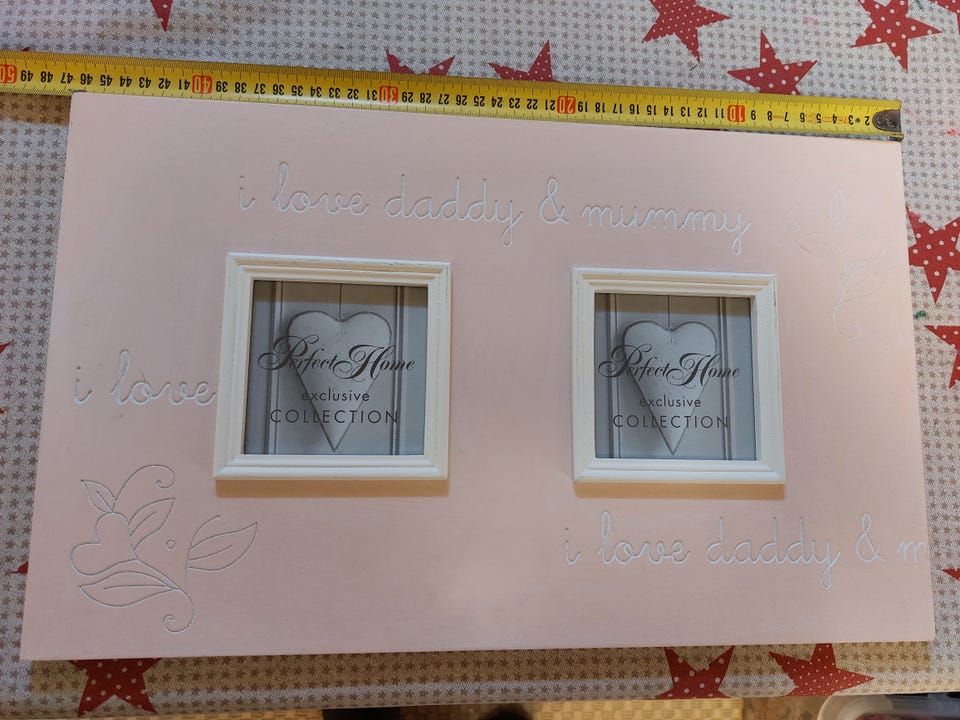 2 3 4 5 6 7 8 9 10 11 12 13 14 15 16 17 18 19 20 21 22 23 24 25 26 27 28 29 30 31 32 33 34 35 36 37 38 39 40 41 42 43 44 45 46 47 48 49 50
i love daddy & mummy
i love
Perfect Home
exclusive
COLLECTION
Perfect Home
exclusive
COLLECTION
i love daddy & m